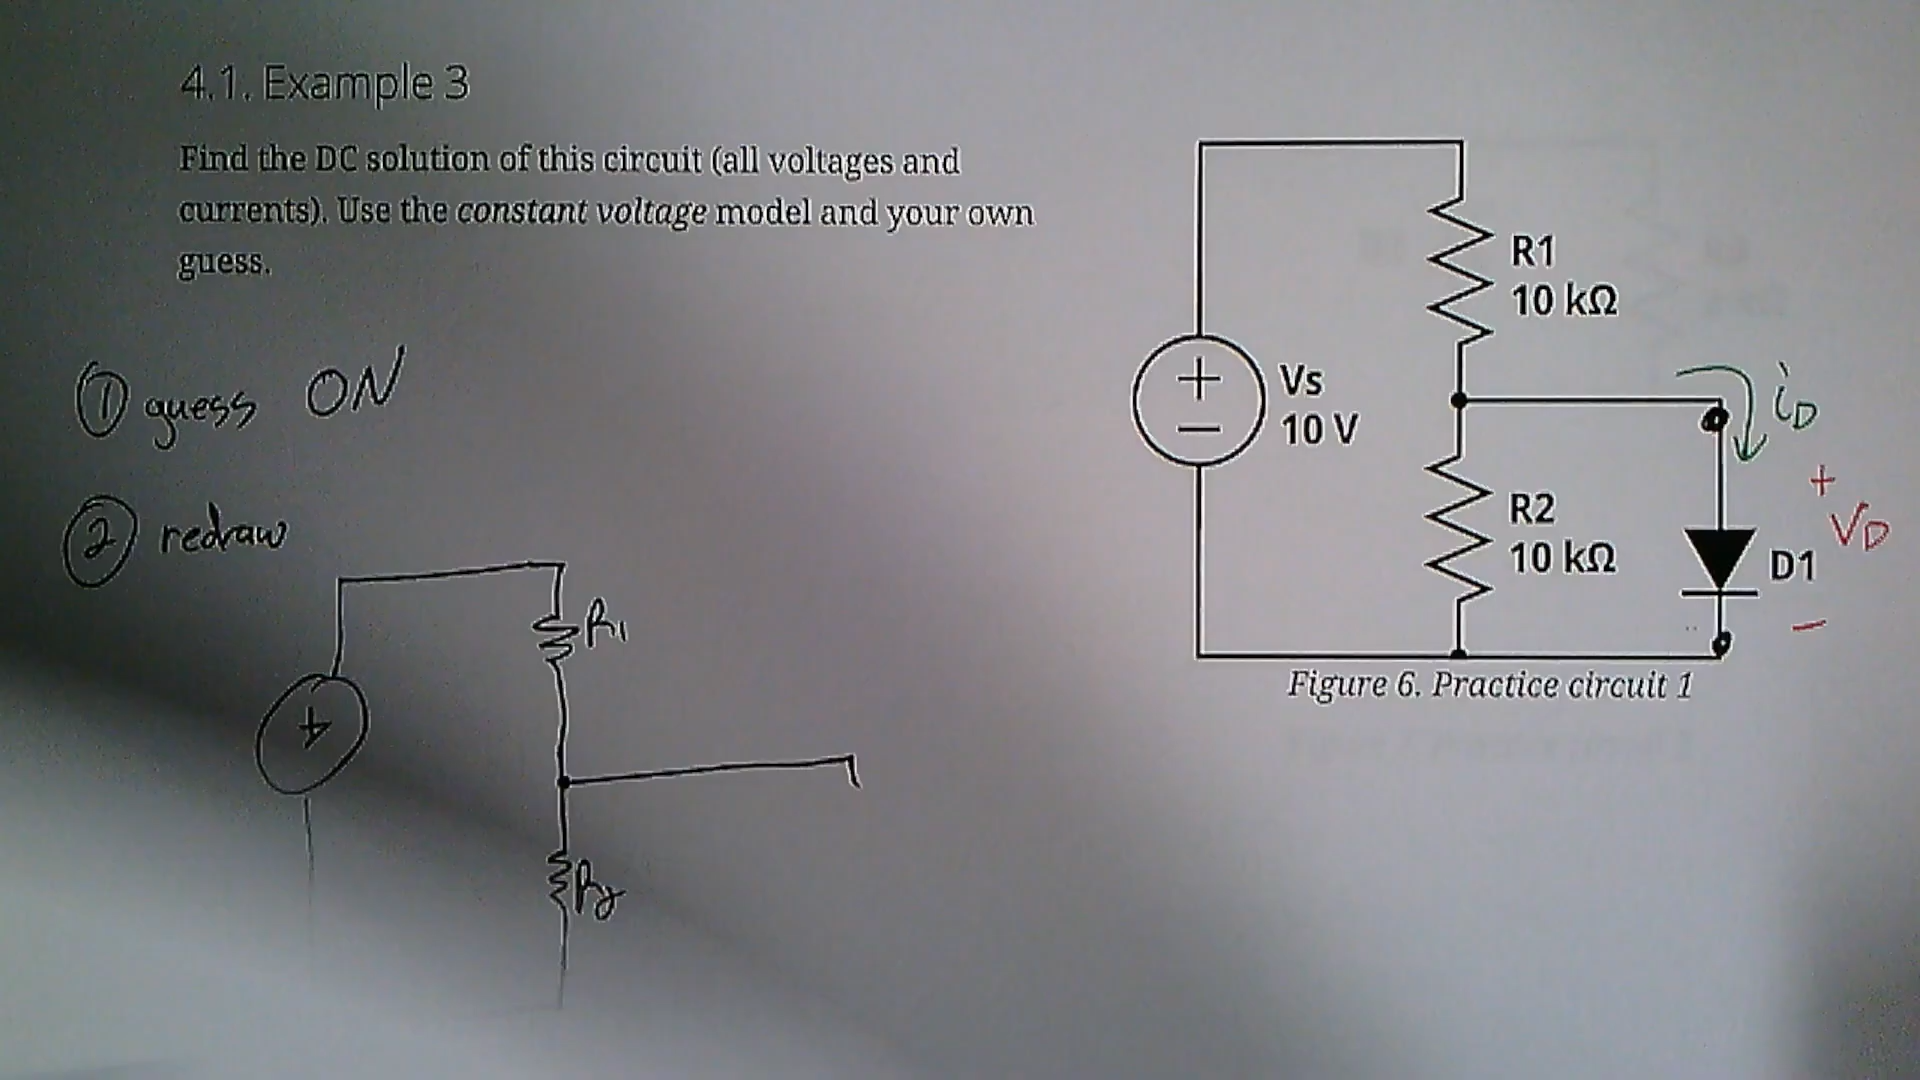 4.1. Example 3
Find the DC solution of this circuit (all voltages and
currents). Use the constant voltage model and your own
guess.
① guess ON
② redraw
+
R1
R2
R1
10 kΩ
+
−
Vs
10 V
R2
10 kΩ
iD
+
VD
−
D1
Figure 6. Practice circuit 1